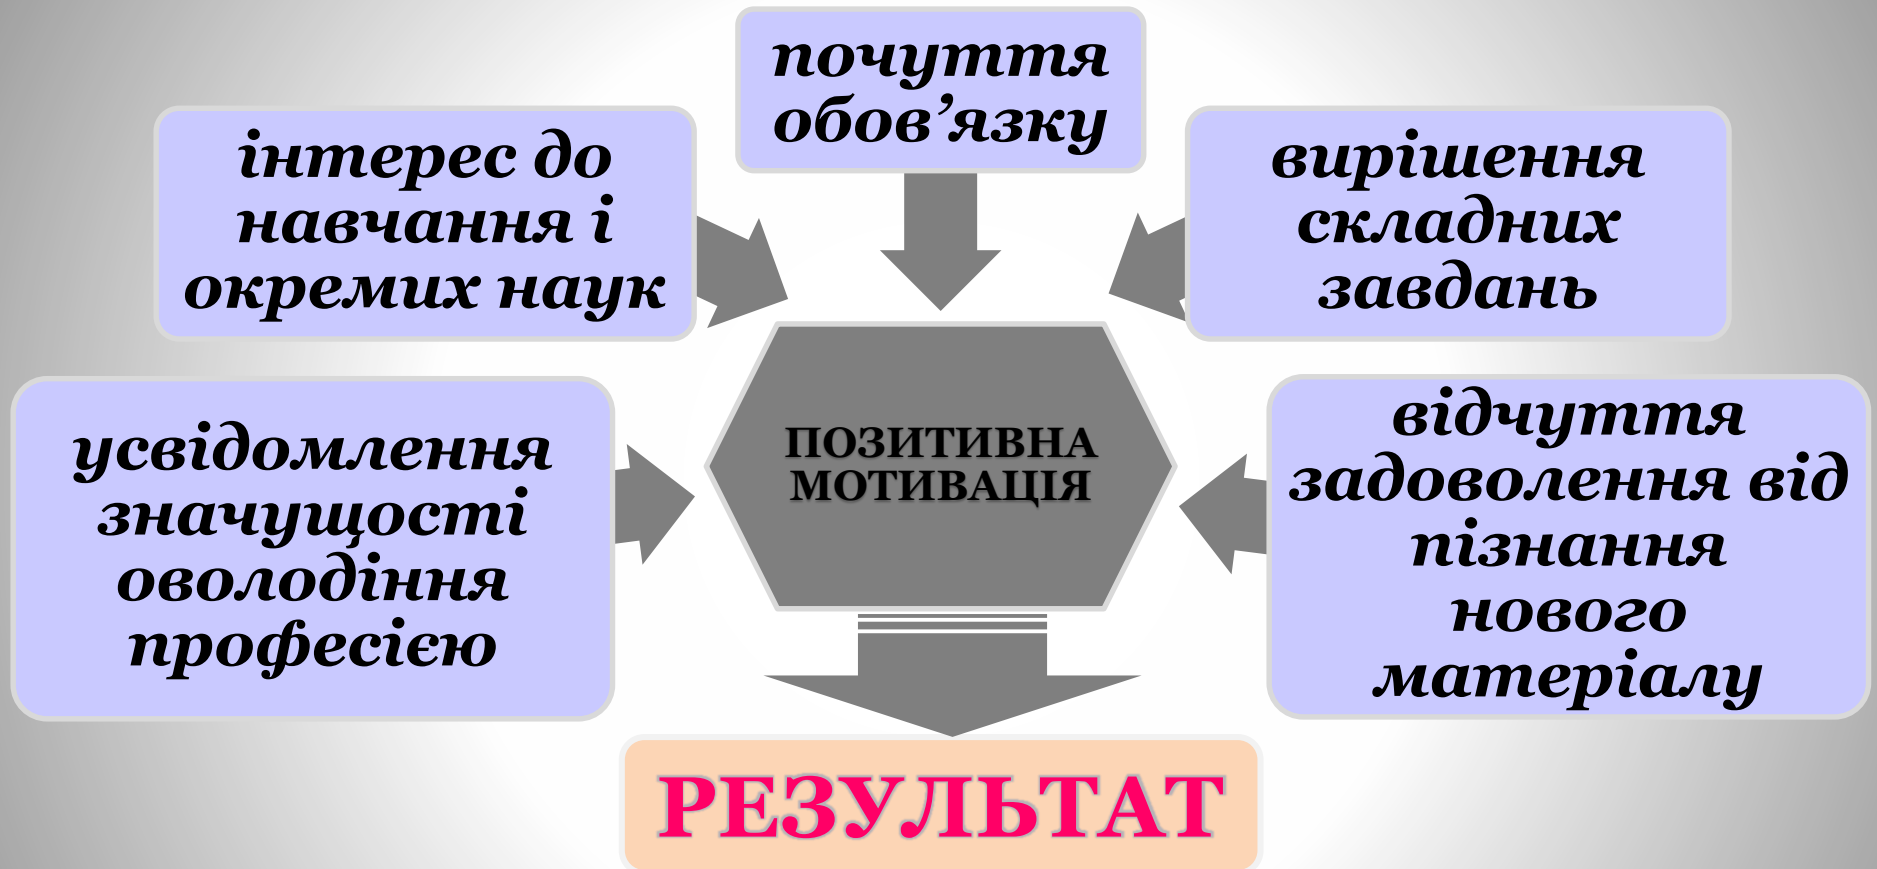 почуття
обов’язку
інтерес до
навчання і
окремих наук
вирішення
складних
завдань
усвідомлення
значущості
оволодіння
професією
ПОЗИТИВНА
МОТИВАЦІЯ
відчуття
задоволення від
пізнання
нового
матеріалу
РЕЗУЛЬТАТ